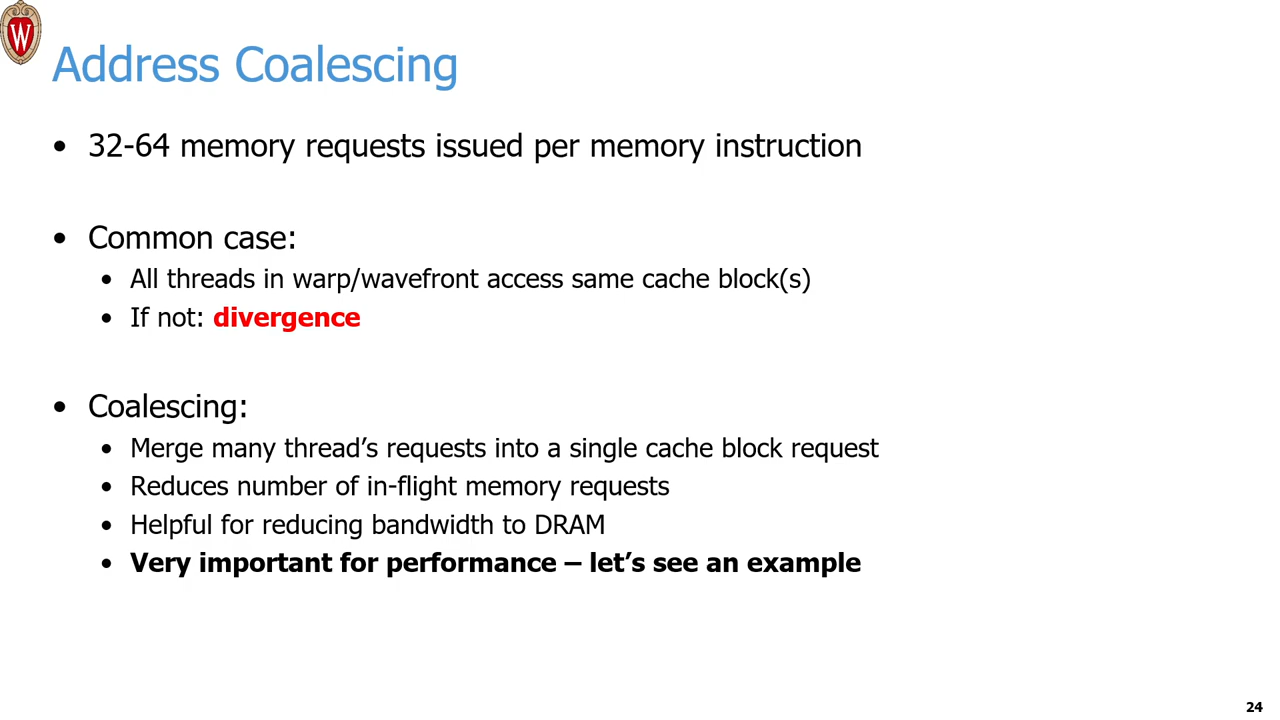 W
Address Coalescing
• 32-64 memory requests issued per memory instruction
• Common case:
• All threads in warp/wavefront access same cache block(s)
• If not: divergence
• Coalescing:
• Merge many thread’s requests into a single cache block request
• Reduces number of in-flight memory requests
• Helpful for reducing bandwidth to DRAM
• Very important for performance – let’s see an example
24